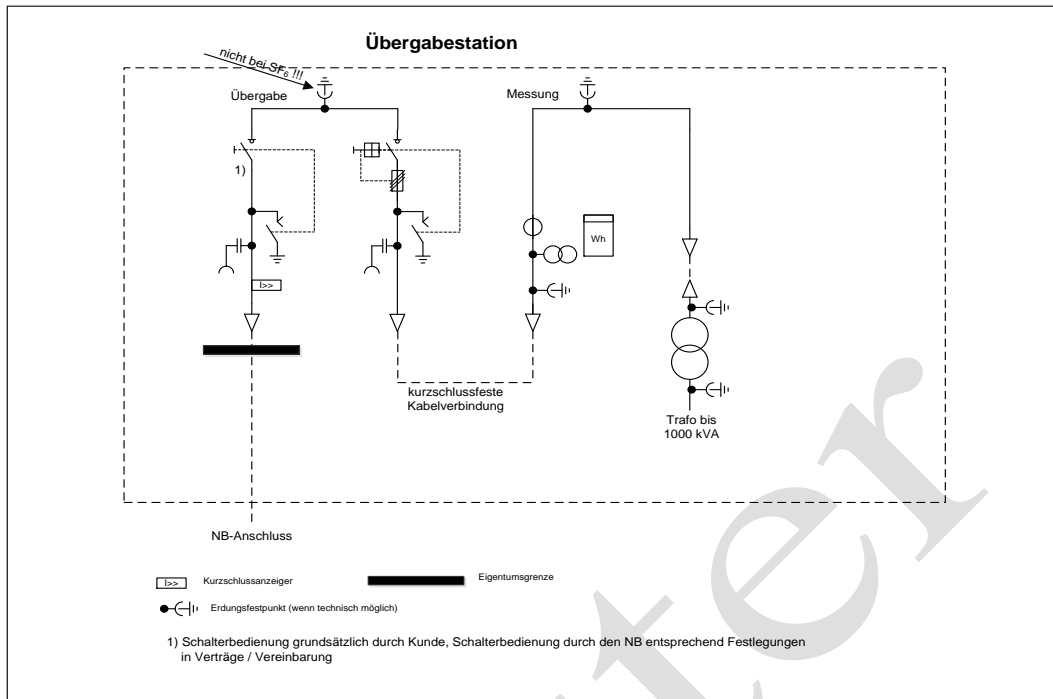 Übergabestation
nicht bei SF₆ !!!
Übergabe
Messung
1)
Wh
I>>
kurzschlussfeste
Kabelverbindung
Trafo bis
1000 kVA
NB-Anschluss
I>> Kurzschlussanzeiger
Eigentumsgrenze
Erdungsfestpunkt (wenn technisch möglich)
1) Schalterbedienung grundsätzlich durch Kunde, Schalterbedienung durch den NB entsprechend Festlegungen
in Verträge / Vereinbarung
ter